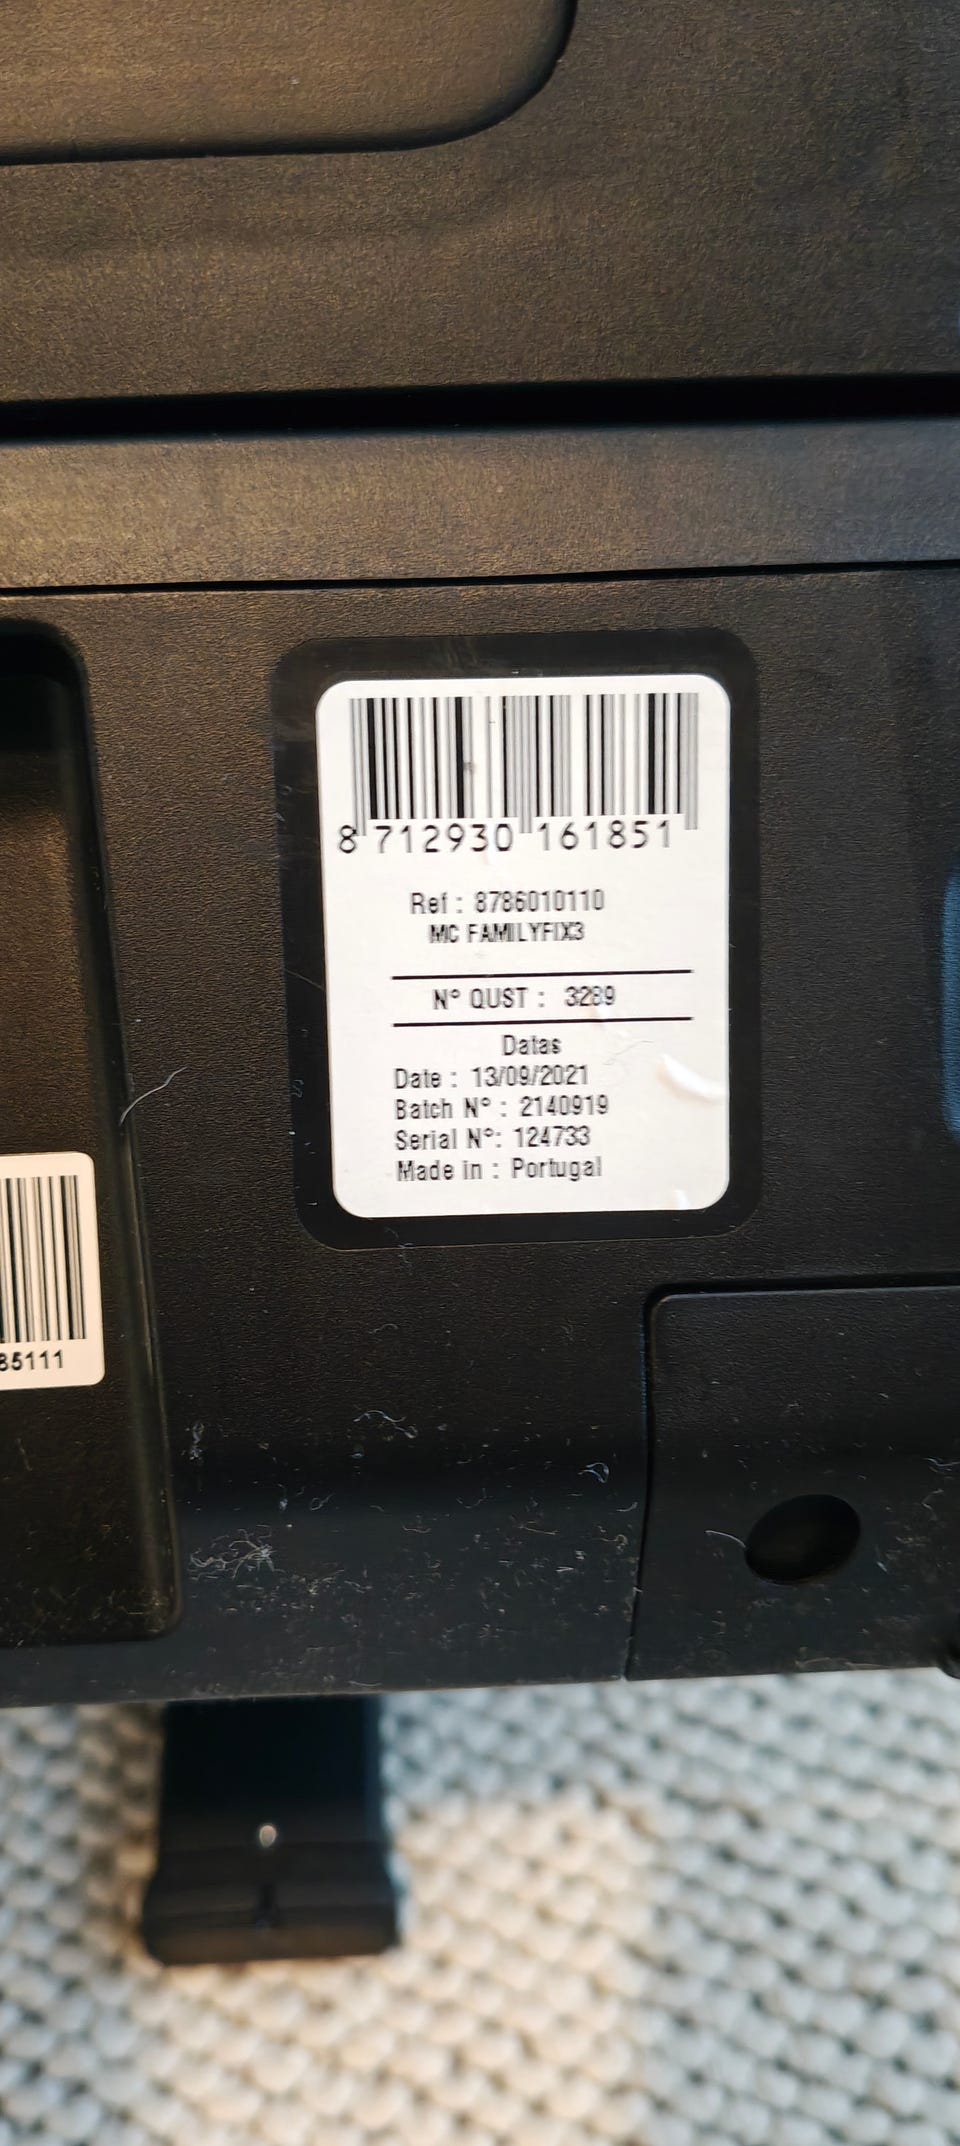 8 712930 161851
Ref : 8786010110
MC FAMILYFIX3
N° QUST : 3289
Datas
Date : 13/09/2021
Batch N° : 2140919
Serial N°: 124733
Made in : Portugal
85111